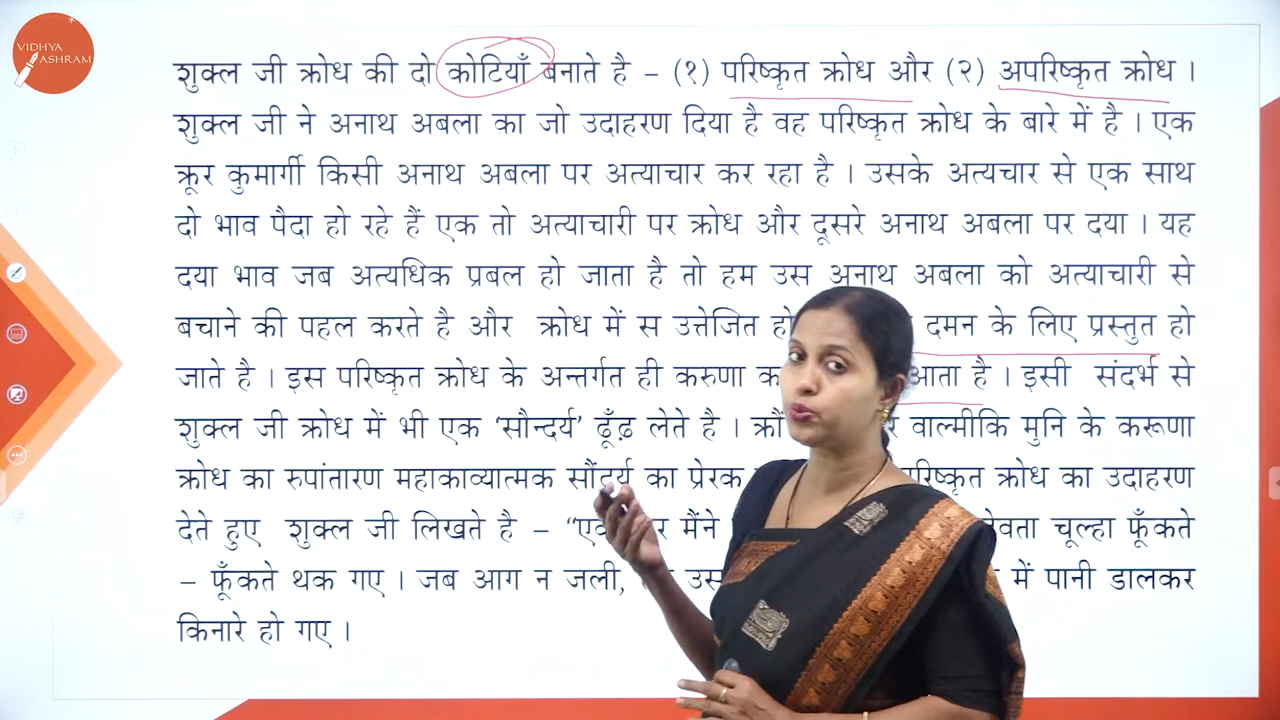 VIDHYA
ASHRAM
शुक्ल जी क्रोध की दो कोटियाँ बनाते है – (१) परिष्कृत क्रोध और (२) अपरिष्कृत क्रोध ।
शुक्ल जी ने अनाथ अबला का जो उदाहरण दिया है वह परिष्कृत क्रोध के बारे में है । एक
क्रूर कुमार्गी किसी अनाथ अबला पर अत्याचार कर रहा है । उसके अत्यचार से एक साथ
दो भाव पैदा हो रहे हैं एक तो अत्याचारी पर क्रोध और दूसरे अनाथ अबला पर दया । यह
दया भाव जब अत्यधिक प्रबल हो जाता है तो हम उस अनाथ अबला को अत्याचारी से
बचाने की पहल करते है और क्रोध में स उत्तेजित हो दमन के लिए प्रस्तुत हो
जाते है । इस परिष्कृत क्रोध के अन्तर्गत ही करुणा आता है । इसी संदर्भ से
शुक्ल जी क्रोध में भी एक ‘सौन्दर्य’ ढूँढ़ लेते है । वाल्मीकि मुनि के करूणा
क्रोध का रुपांतारण महाकाव्यात्मक सौंदर्य का प्रेरक क्रोध का उदाहरण
देते हुए शुक्ल जी लिखते है – “ मैंने चूल्हा फूँकते
– फूँकते थक गए । जब आग न जली, में पानी डालकर
किनारे हो गए ।